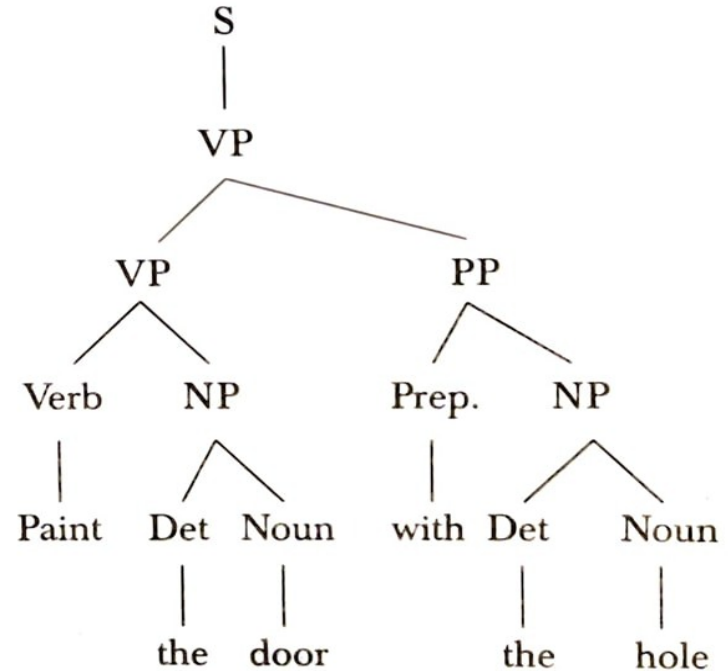 S
VP
VP PP
Verb NP Prep. NP
Paint Det Noun with Det Noun
the door the hole